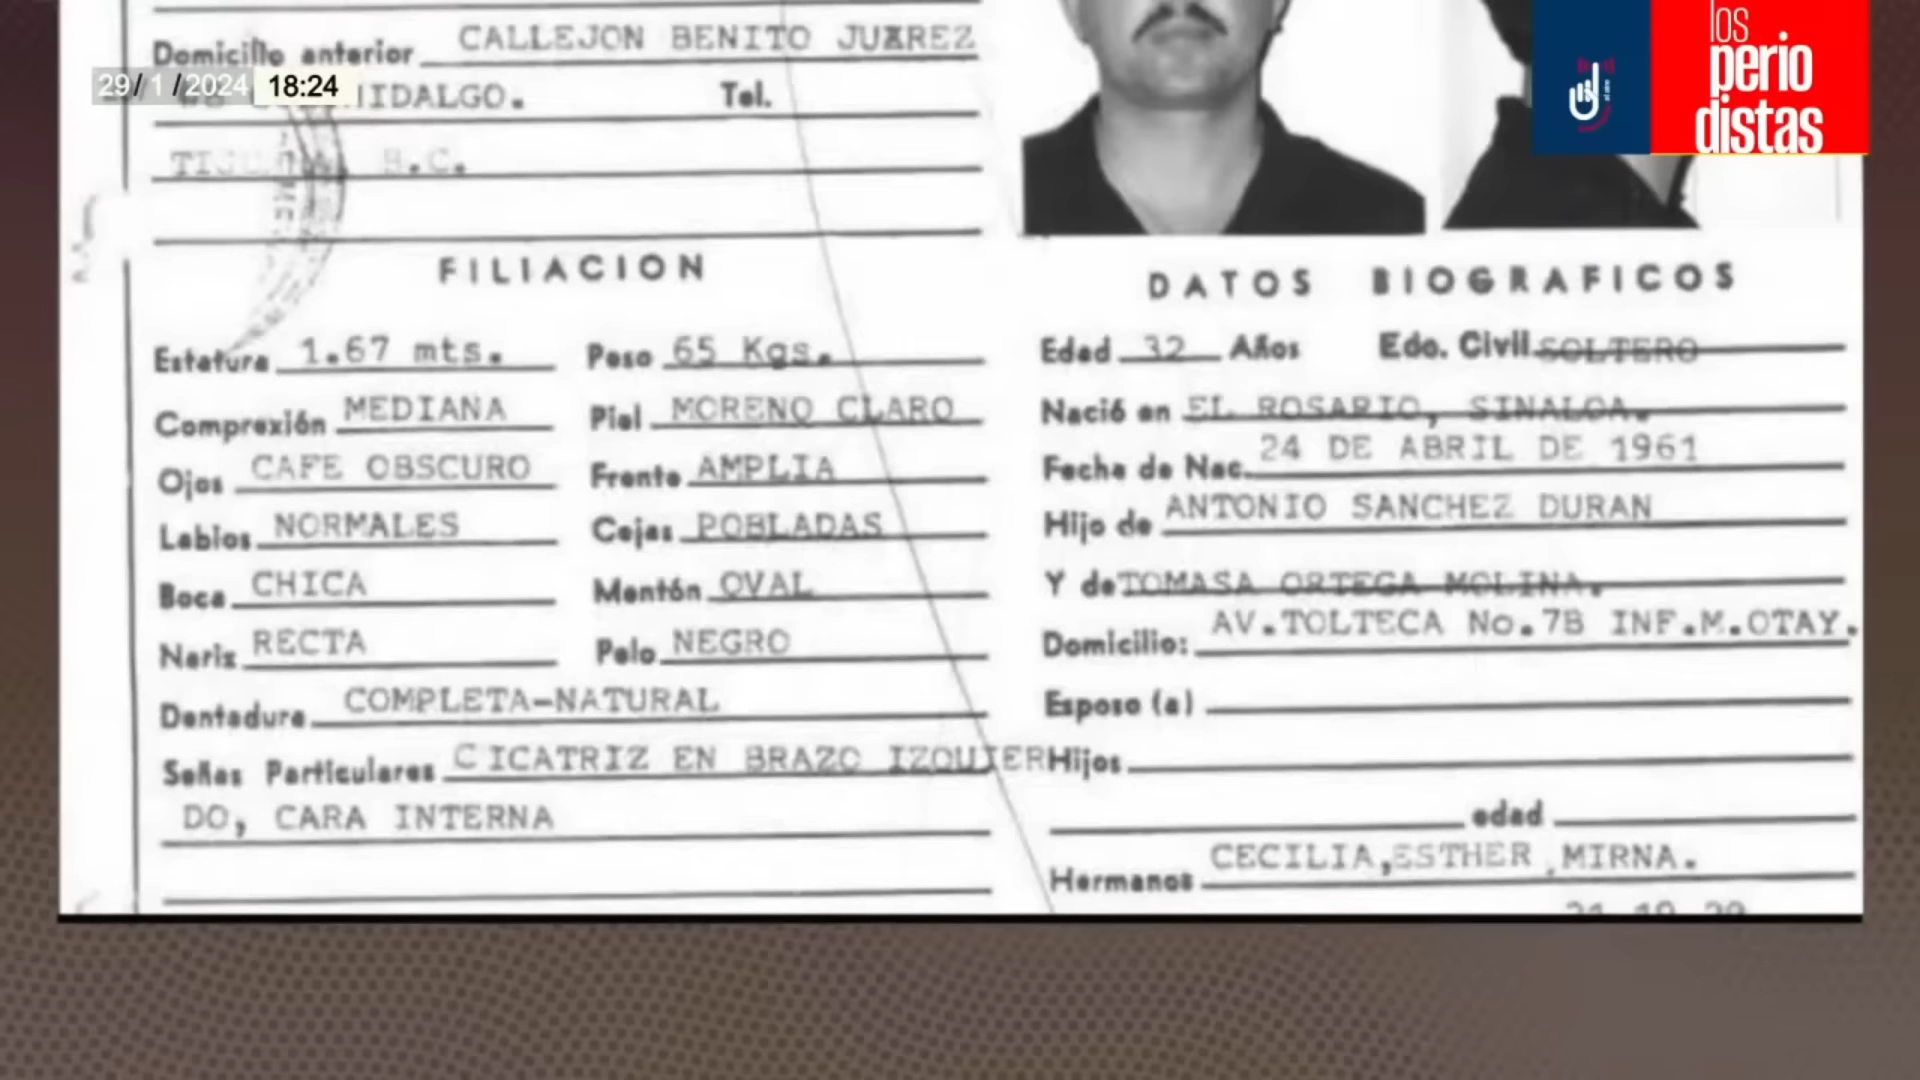 los
perio
distas
29/ 1 /2024 18:24
Domicilio anterior CALLEJON BENITO JUAREZ
HIDALGO. Tel.
TIJUANA, B.C.
FILIACION
Estatura 1.67 mts. Peso 65 Kgs.
Complexión MEDIANA Piel MORENO CLARO
Ojos CAFE OBSCURO Frente AMPLIA
Labios NORMALES Cejas POBLADAS
Boca CHICA Mentón OVAL
Nariz RECTA Pelo NEGRO
Dentadura COMPLETA-NATURAL
Señas Particulares CICATRIZ EN BRAZO IZQUIER
DO, CARA INTERNA
DATOS BIOGRAFICOS
Edad 32 Años Edo. Civil SOLTERO
Nació en EL ROSARIO, SINALOA.
Fecha de Nac. 24 DE ABRIL DE 1961
Hijo de ANTONIO SANCHEZ DURAN
Y de TOMASA ORTEGA MOLINA.
Domicilio: AV.TOLTECA No.7B INF.M.OTAY.
Esposo (a)
Hijos
edad
Hermanos CECILIA,ESTHER ,MIRNA.